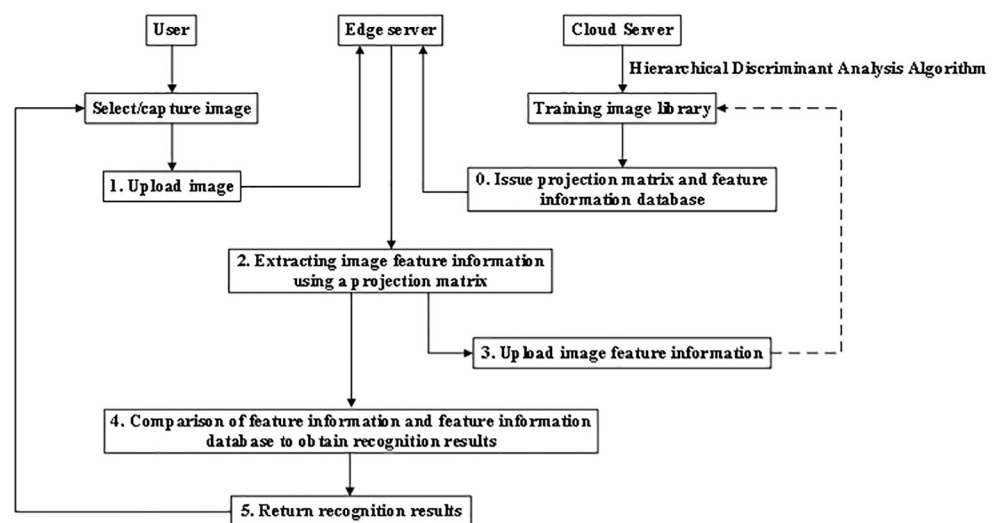 User
Edge server
Cloud Server
Hierarchical Discriminant Analysis Algorithm
Select/capture image
Training image library
1. Upload image
0. Issue projection matrix and feature
information database
2. Extracting image feature information
using a projection matrix
3. Upload image feature information
4. Comparison of feature information and feature information
database to obtain recognition results
5. Return recognition results